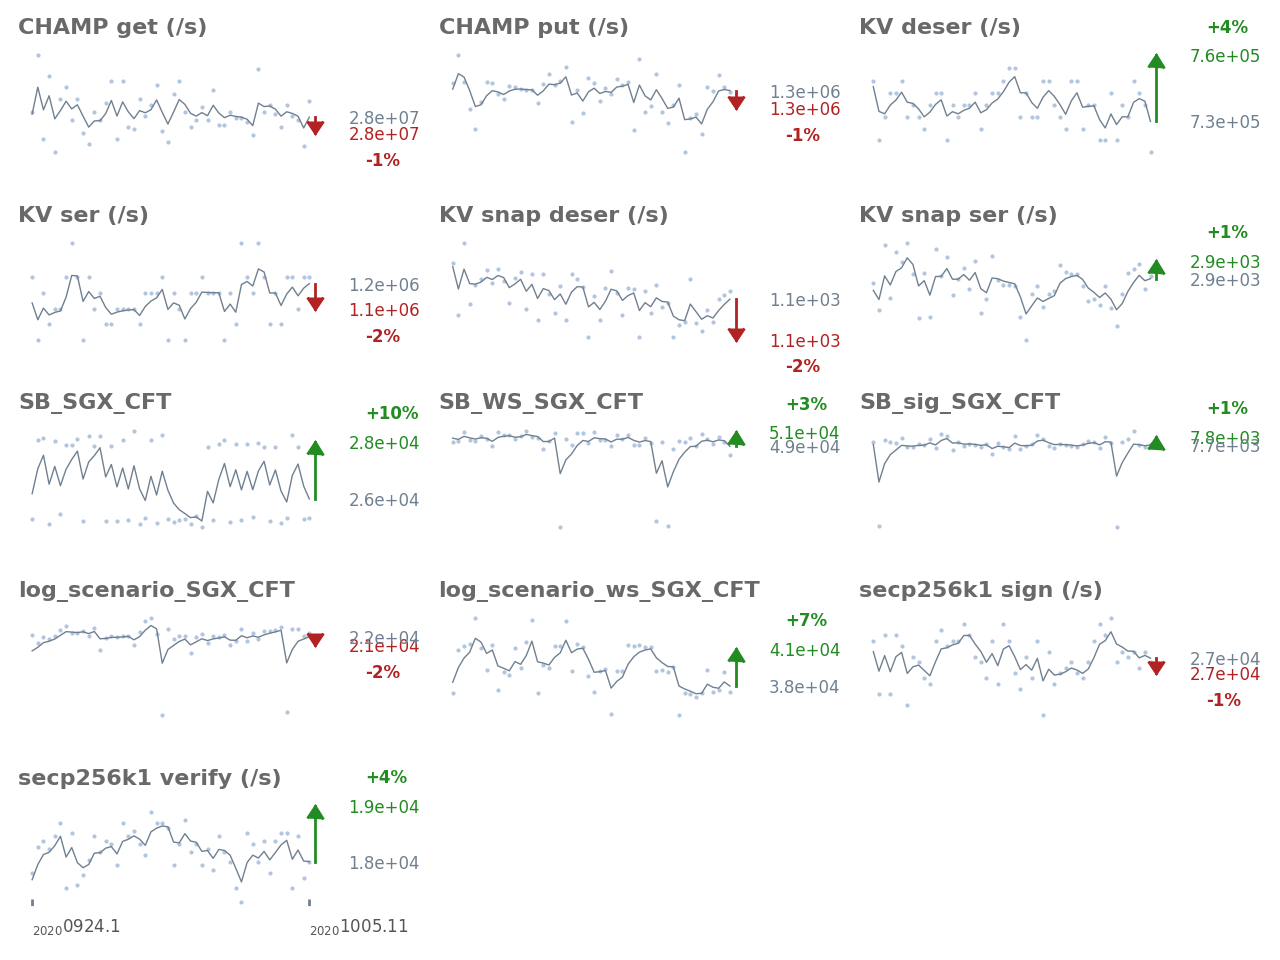 CHAMP get (/s)
2.8e+07
2.8e+07
-1%
CHAMP put (/s)
1.3e+06
1.3e+06
-1%
KV deser (/s)
+4%
7.6e+05
7.3e+05
KV ser (/s)
1.2e+06
1.1e+06
-2%
KV snap deser (/s)
1.1e+03
1.1e+03
-2%
KV snap ser (/s)
+1%
2.9e+03
2.9e+03
SB_SGX_CFT
+10%
2.8e+04
2.6e+04
SB_WS_SGX_CFT
+3%
5.1e+04
4.9e+04
SB_sig_SGX_CFT
+1%
7.8e+03
7.7e+03
log_scenario_SGX_CFT
2.2e+04
2.1e+04
-2%
log_scenario_ws_SGX_CFT
+7%
4.1e+04
3.8e+04
secp256k1 sign (/s)
2.7e+04
2.7e+04
-1%
secp256k1 verify (/s)
+4%
1.9e+04
1.8e+04
20200924.1
20201005.11